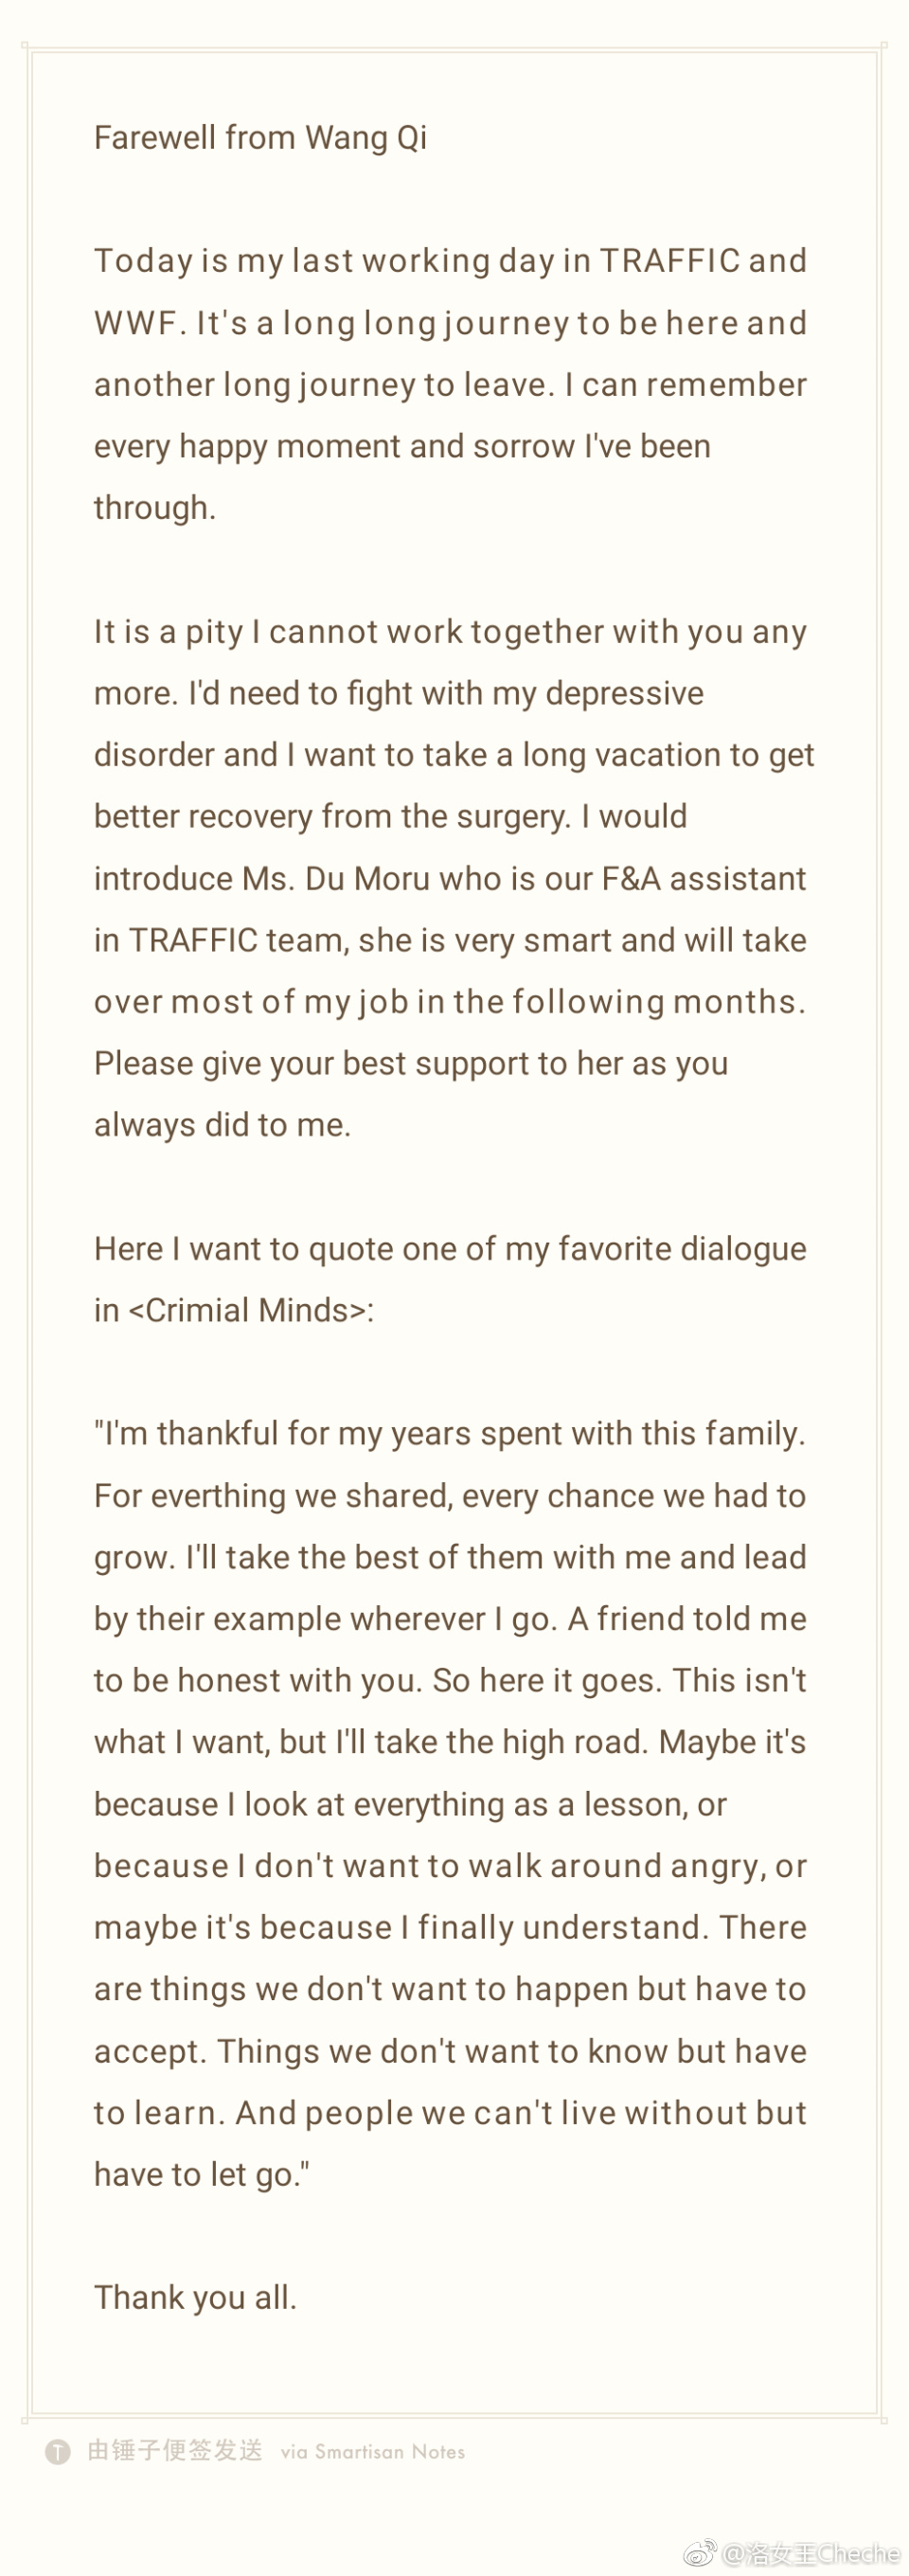 Farewell from Wang Qi
Today is my last working day in TRAFFIC and
WWF. It's a long long journey to be here and
another long journey to leave. I can remember
every happy moment and sorrow I've been
through.
It is a pity I cannot work together with you any
more. I'd need to fight with my depressive
disorder and I want to take a long vacation to get
better recovery from the surgery. I would
introduce Ms. Du Moru who is our F&A assistant
in TRAFFIC team, she is very smart and will take
over most of my job in the following months.
Please give your best support to her as you
always did to me.
Here I want to quote one of my favorite dialogue
in <Crimial Minds>:
"I'm thankful for my years spent with this family.
For everthing we shared, every chance we had to
grow. I'll take the best of them with me and lead
by their example wherever I go. A friend told me
to be honest with you. So here it goes. This isn't
what I want, but I'll take the high road. Maybe it's
because I look at everything as a lesson, or
because I don't want to walk around angry, or
maybe it's because I finally understand. There
are things we don't want to happen but have to
accept. Things we don't want to know but have
to learn. And people we can't live without but
have to let go."
Thank you all.
T 由锤子便签发送 via Smartisan Notes
@洛女王Cheche